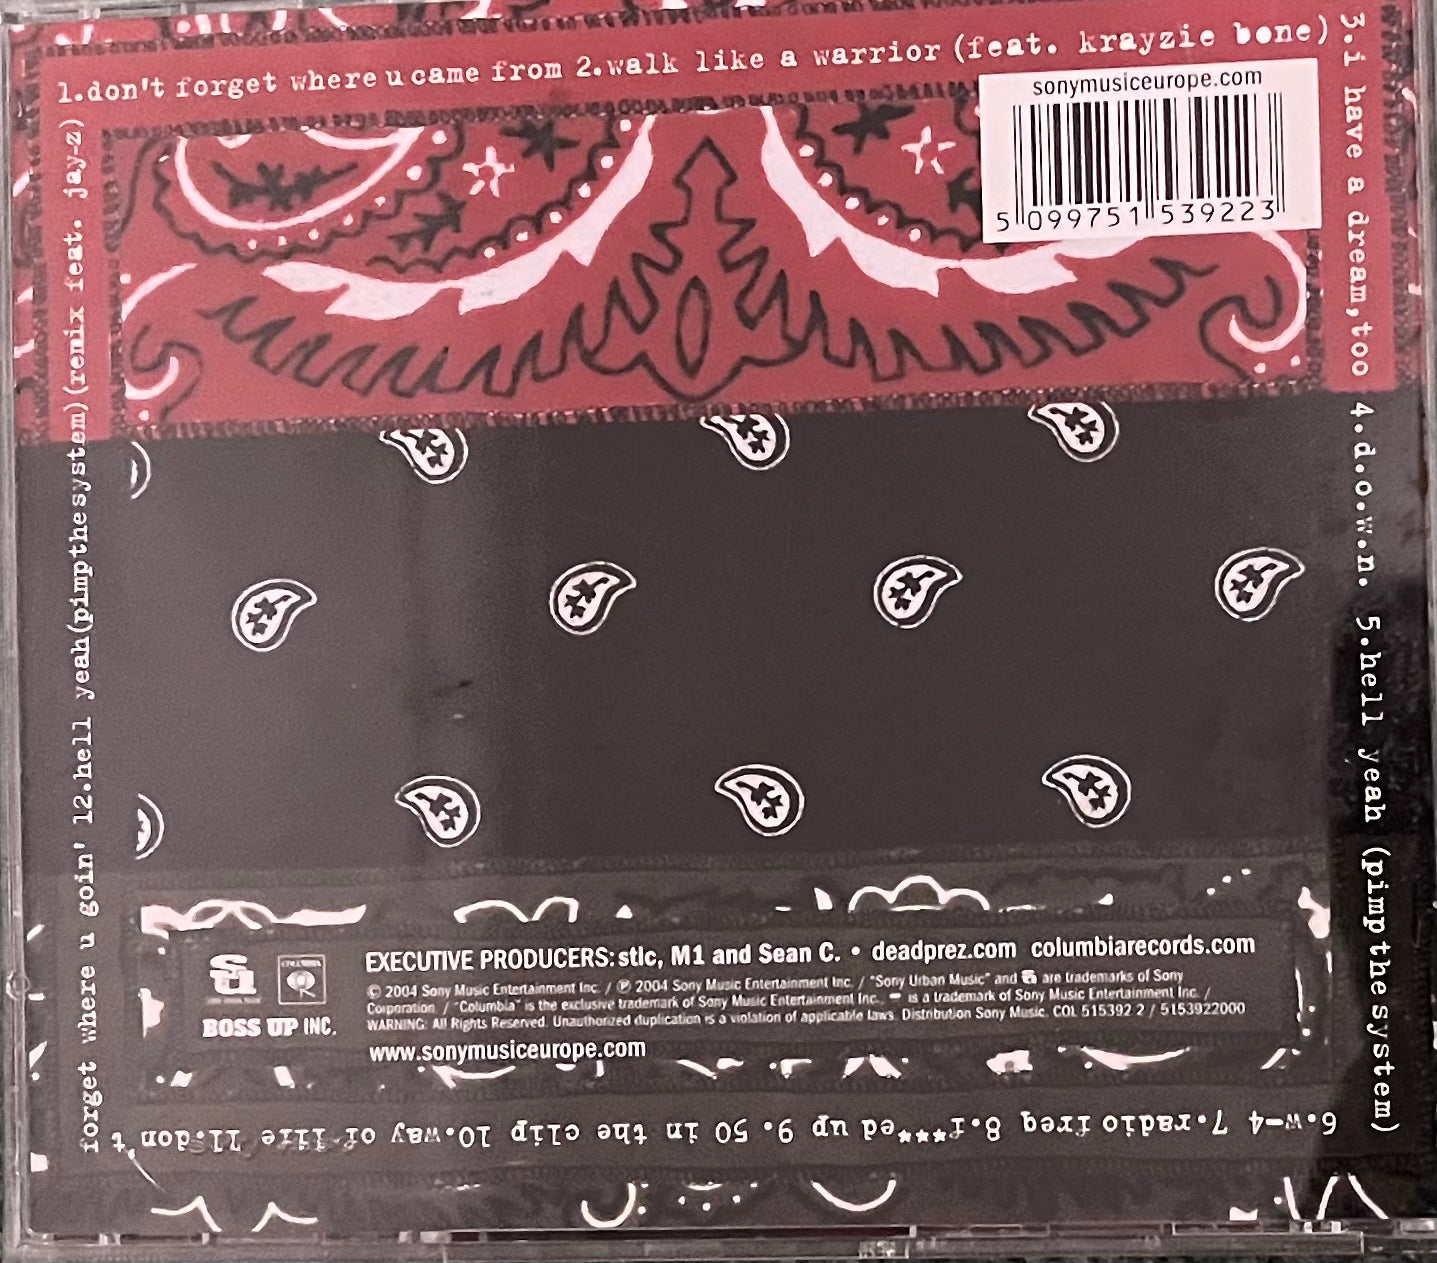 1.don't forget where u came from 2.walk like a warrior (feat. krayzie bone)
3.i have a dream,too 4.d.o.w.n. 5.hell yeah (pimp the system)
6.w-4 7.radio freq 8.f***ed up 9. 50 in the clip 10.way of life 11.don't
forget where u goin' 12.hell yeah(pimp the system)(remix feat. jay-z)
sonymusiceurope.com
5 099751 539223
BOSS UP INC.
EXECUTIVE PRODUCERS: stic, M1 and Sean C. • deadprez.com columbiarecords.com
© 2004 Sony Music Entertainment Inc. / ℗ 2004 Sony Music Entertainment Inc. / "Sony Urban Music" and are trademarks of Sony
Corporation. / "Columbia" is the exclusive trademark of Sony Music Entertainment Inc., is a trademark of Sony Music Entertainment Inc. /
WARNING: All Rights Reserved. Unauthorized duplication is a violation of applicable laws. Distribution Sony Music. COL 515392 2 / 5153922000
www.sonymusiceurope.com